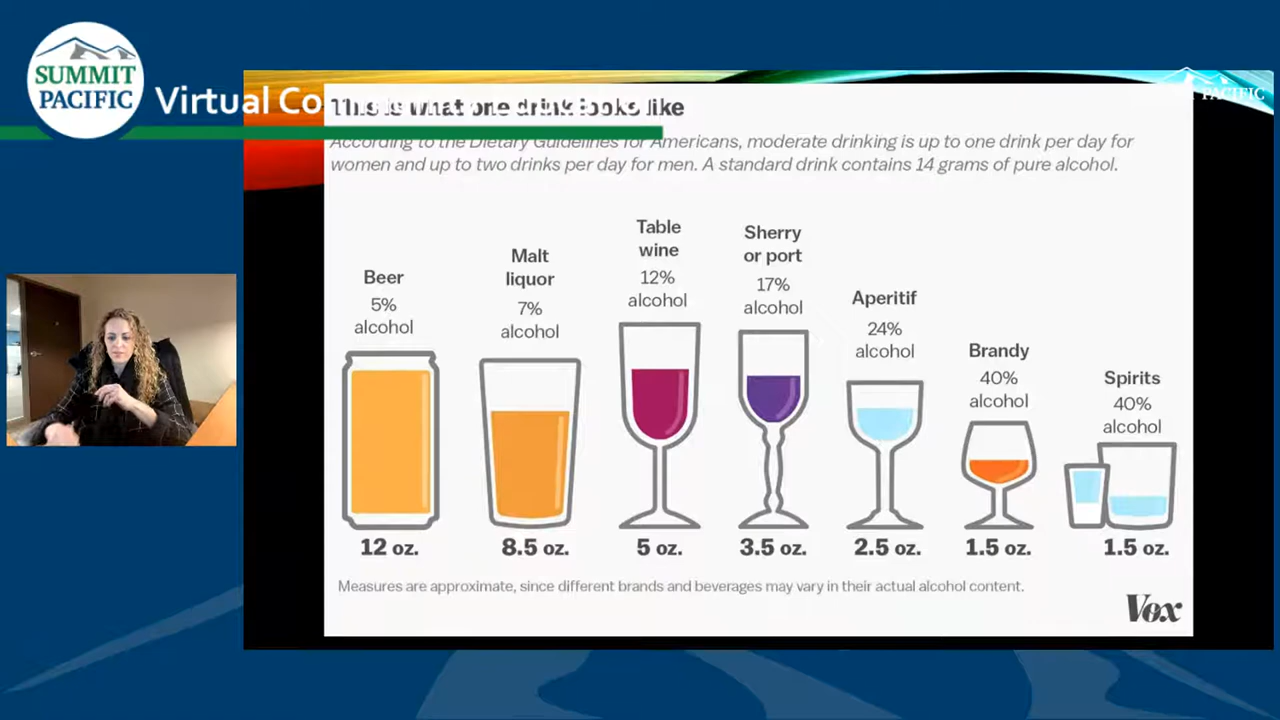 SUMMIT
PACIFIC
Virtual Co
This is what one drink looks like
PACIFIC
According to the Dietary Guidelines for Americans, moderate drinking is up to one drink per day for
women and up to two drinks per day for men. A standard drink contains 14 grams of pure alcohol.
Beer
5%
alcohol
Malt
liquor
7%
alcohol
Table
wine
12%
alcohol
Sherry
or port
17%
alcohol
Aperitif
24%
alcohol
Brandy
40%
alcohol
Spirits
40%
alcohol
12 oz.
8.5 oz.
5 oz.
3.5 oz.
2.5 oz.
1.5 oz.
1.5 oz.
Measures are approximate, since different brands and beverages may vary in their actual alcohol content.
Vox